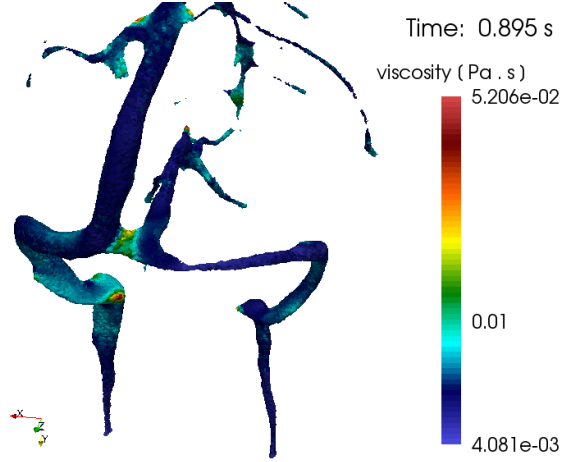 Time: 0.895 s
viscosity ( Pa . s )
5.206e-02
0.01
4.081e-03
X
Z
Y